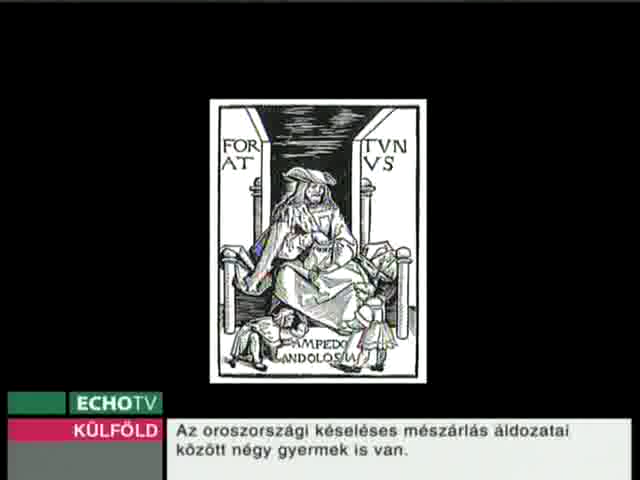 FOR TVN
AT VS
AMPEDO
ANDOLOSIA
ECHOTV
KÜLFÖLD
Az oroszországi késeléses mészárlás áldozatai
között négy gyermek is van.